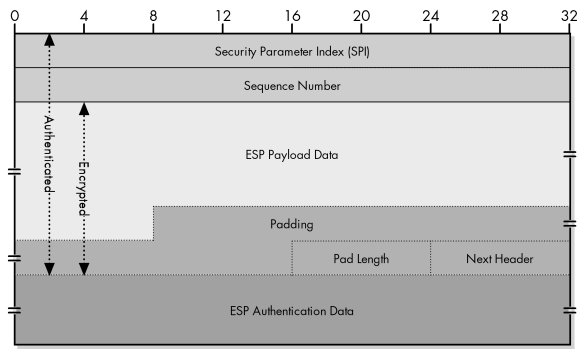 0 4 8 12 16 20 24 28 32
Security Parameter Index (SPI)
Sequence Number
Authenticated
Encrypted
ESP Payload Data
Padding
Pad Length
Next Header
ESP Authentication Data